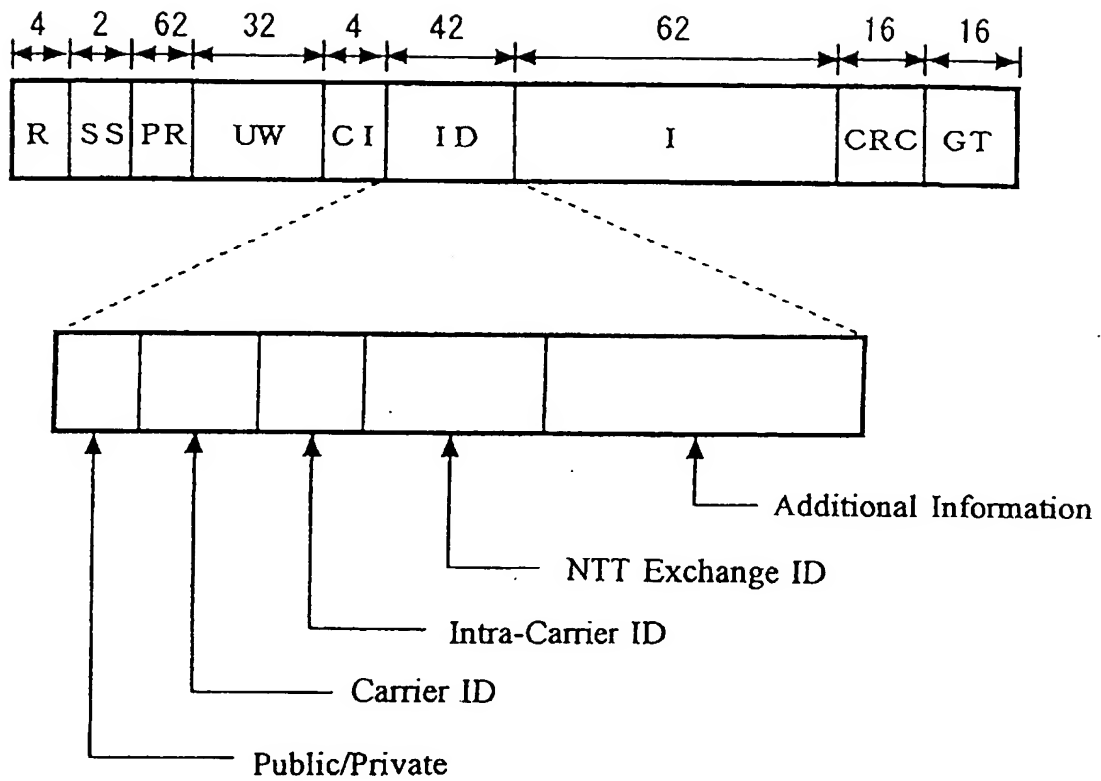 4 2 62 32 4 42 62 16 16
R SS PR UW CI ID I CRC GT
Additional Information
NTT Exchange ID
Intra-Carrier ID
Carrier ID
Public/Private